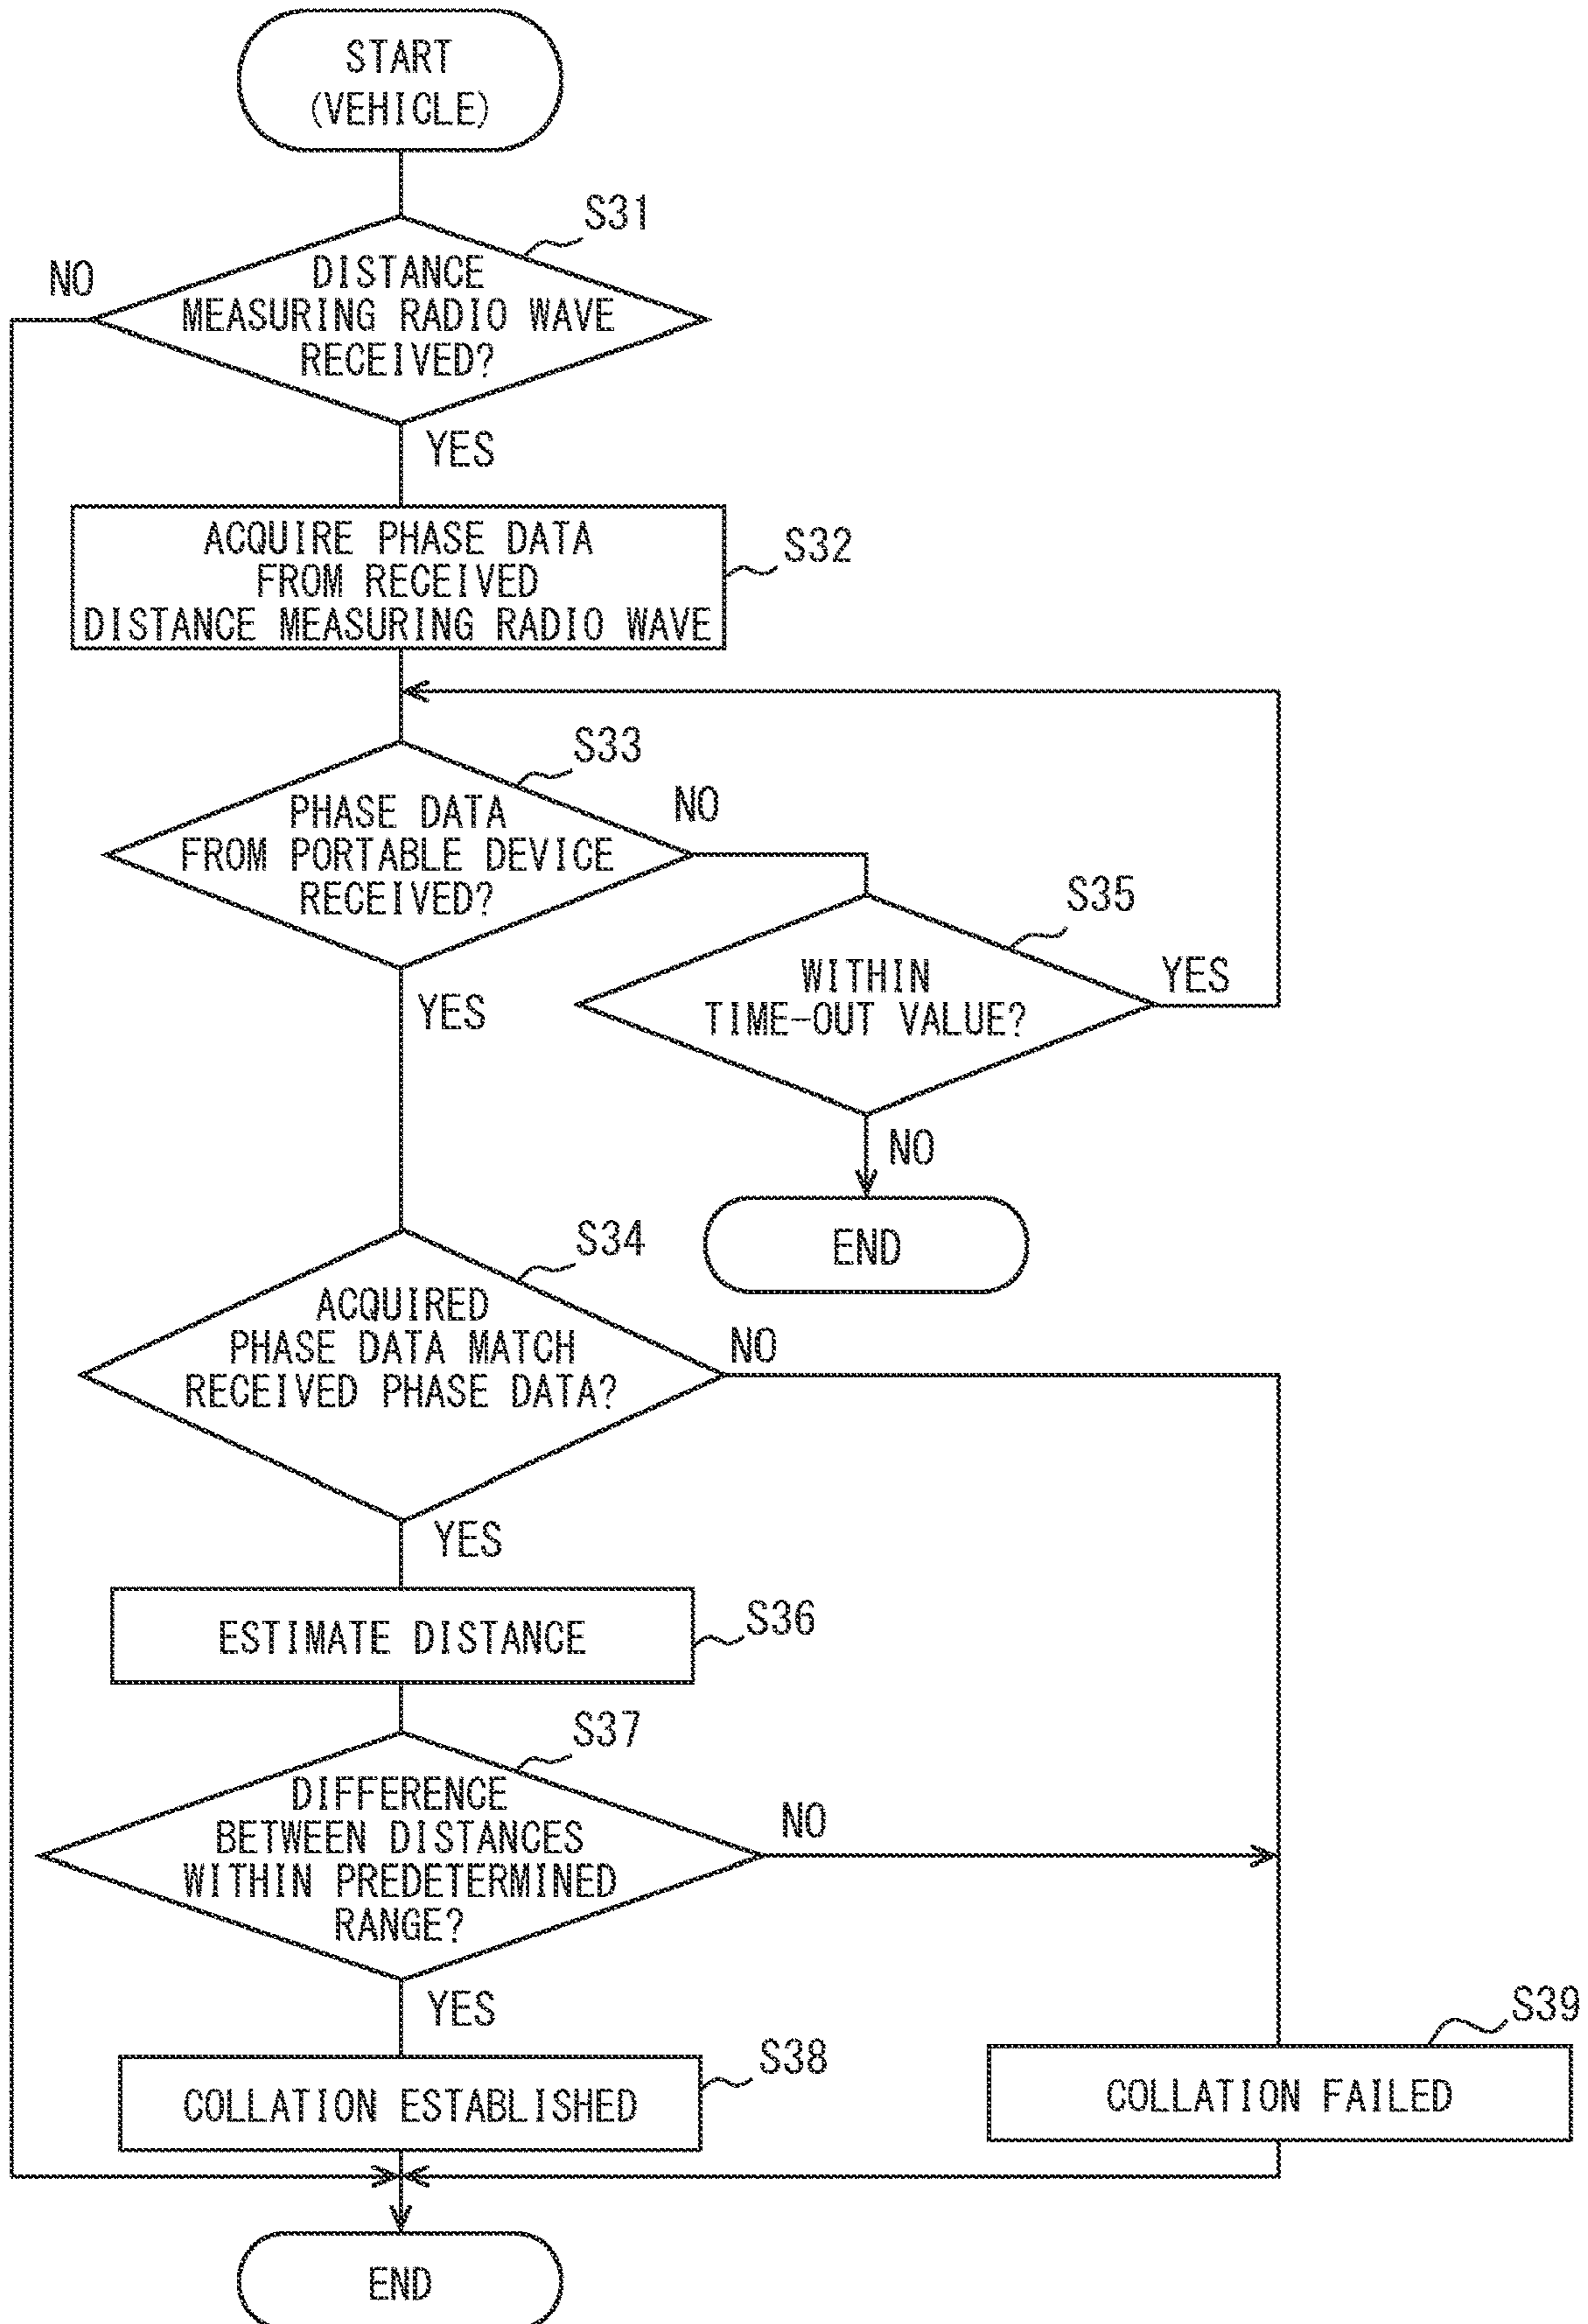 START
(VEHICLE)
S31
NO
DISTANCE
MEASURING RADIO WAVE
RECEIVED?
YES
ACQUIRE PHASE DATA
FROM RECEIVED
DISTANCE MEASURING RADIO WAVE
S32
S33
PHASE DATA
FROM PORTABLE DEVICE
RECEIVED?
NO
S35
WITHIN
TIME-OUT VALUE?
YES
YES
NO
END
S34
ACQUIRED
PHASE DATA MATCH
RECEIVED PHASE DATA?
NO
YES
ESTIMATE DISTANCE
S36
S37
DIFFERENCE
BETWEEN DISTANCES
WITHIN PREDETERMINED
RANGE?
NO
YES
S38
COLLATION ESTABLISHED
S39
COLLATION FAILED
END